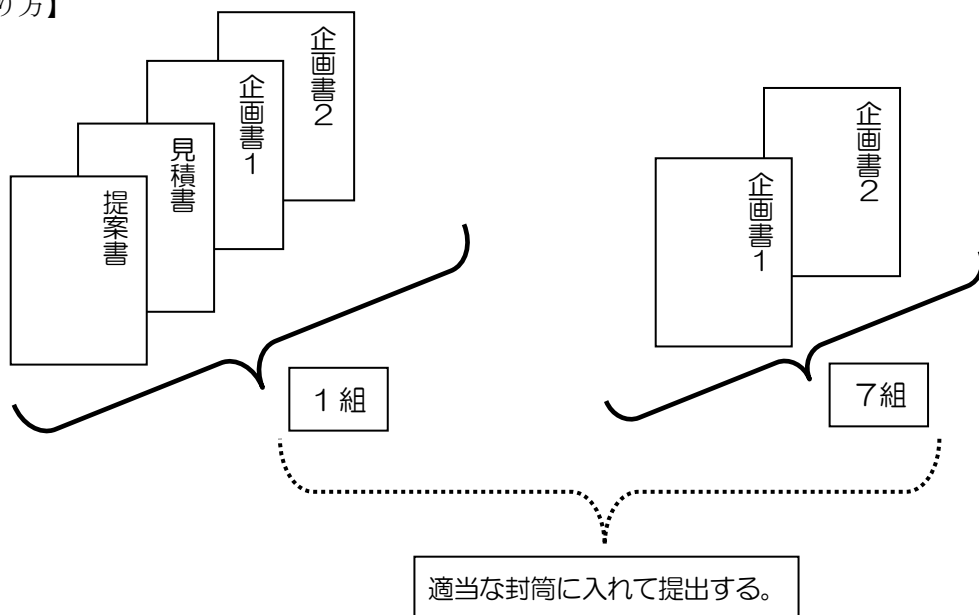 り方】
提案書
見積書
企画書１
企画書２
１組
企画書１
企画書２
７組
適当な封筒に入れて提出する。